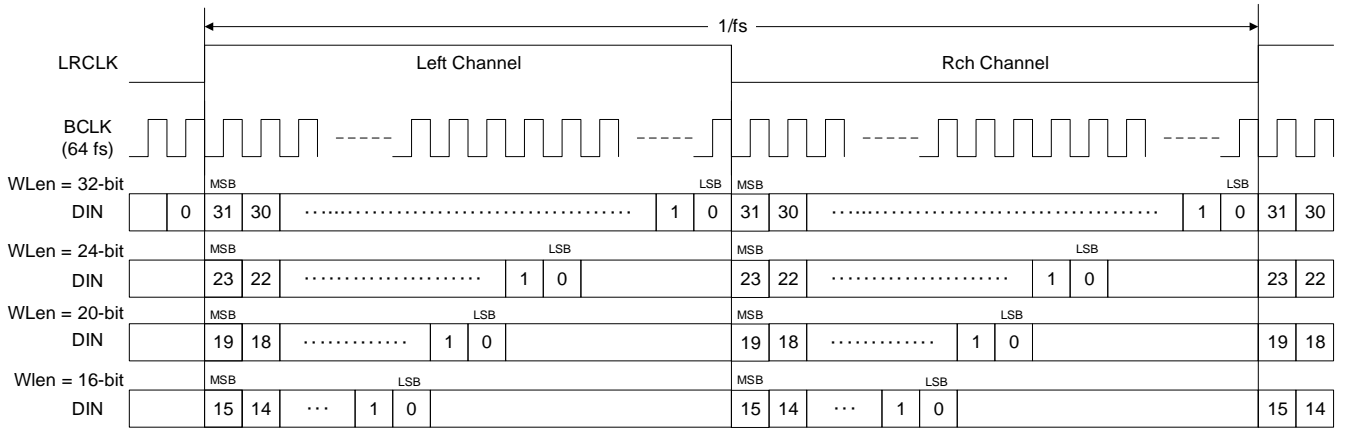 1/fs
LRCLK Left Channel Rch Channel
BCLK
(64 fs)
WLen = 32-bit MSB LSB MSB LSB
DIN 0 31 30 ···...································· 1 0 31 30 ···...································· 1 0 31 30
WLen = 24-bit MSB LSB MSB LSB
DIN 23 22 ······················ 1 0 23 22 ······················ 1 0 23 22
WLen = 20-bit MSB LSB MSB LSB
DIN 19 18 ············· 1 0 19 18 ············· 1 0 19 18
Wlen = 16-bit MSB LSB MSB LSB
DIN 15 14 ··· 1 0 15 14 ··· 1 0 15 14